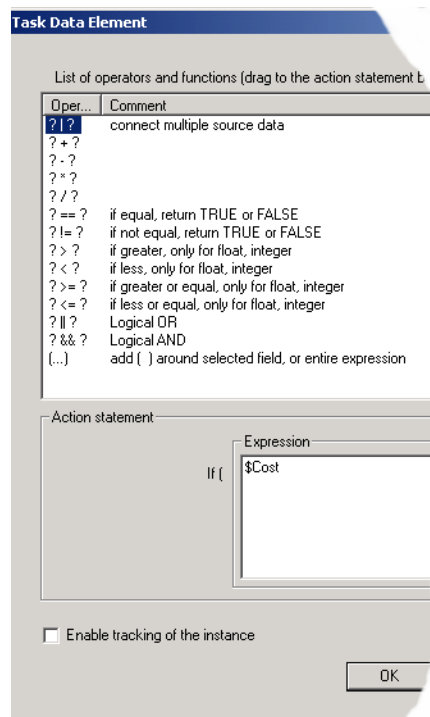 Task Data Element
List of operators and functions (drag to the action statement
Oper... Comment
? | ? connect multiple source data
? + ?
? - ?
? * ?
? / ?
? == ? if equal, return TRUE or FALSE
? != ? if not equal, return TRUE or FALSE
? > ? if greater, only for float, integer
? < ? if less, only for float, integer
? >= ? if greater or equal, only for float, integer
? <= ? if less or equal, only for float, integer
? || ? Logical OR
? && ? Logical AND
(...) add ( ) around selected field, or entire expression
Action statement
Expression
If ( $Cost
Enable tracking of the instance
OK